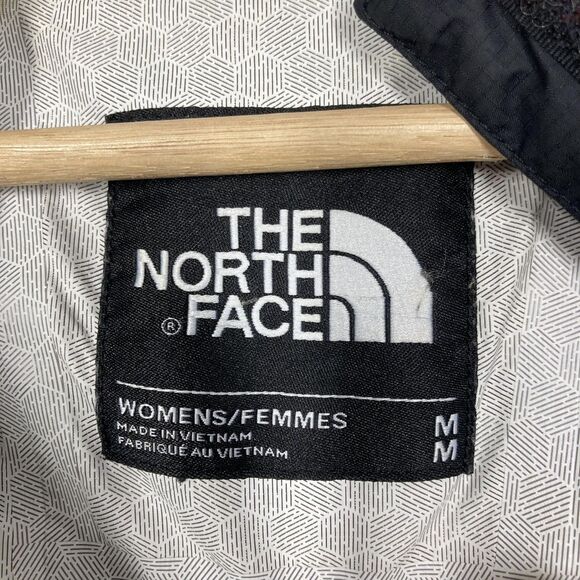 THE
NORTH
® FACE
WOMENS/FEMMES M
MADE IN VIETNAM
FABRIQUÉ AU VIETNAM M